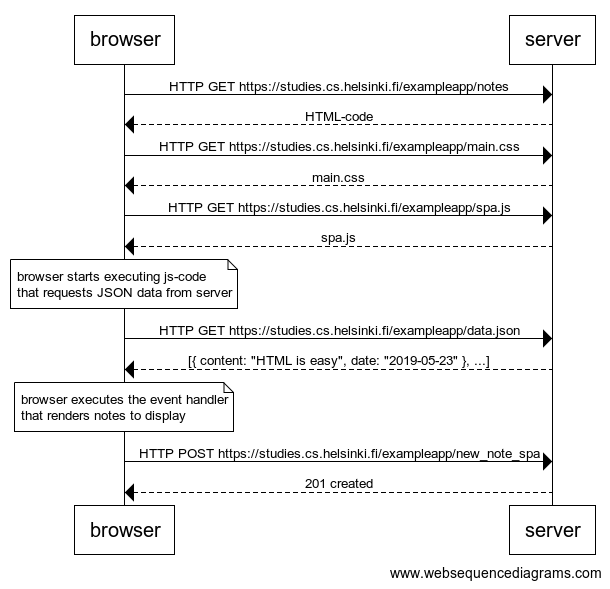 browser
server
HTTP GET https://studies.cs.helsinki.fi/exampleapp/notes
HTML-code
HTTP GET https://studies.cs.helsinki.fi/exampleapp/main.css
main.css
HTTP GET https://studies.cs.helsinki.fi/exampleapp/spa.js
spa.js
browser starts executing js-code
that requests JSON data from server
HTTP GET https://studies.cs.helsinki.fi/exampleapp/data.json
[{ content: "HTML is easy", date: "2019-05-23" }, ...]
browser executes the event handler
that renders notes to display
HTTP POST https://studies.cs.helsinki.fi/exampleapp/new_note_spa
201 created
browser
server
www.websequencediagrams.com